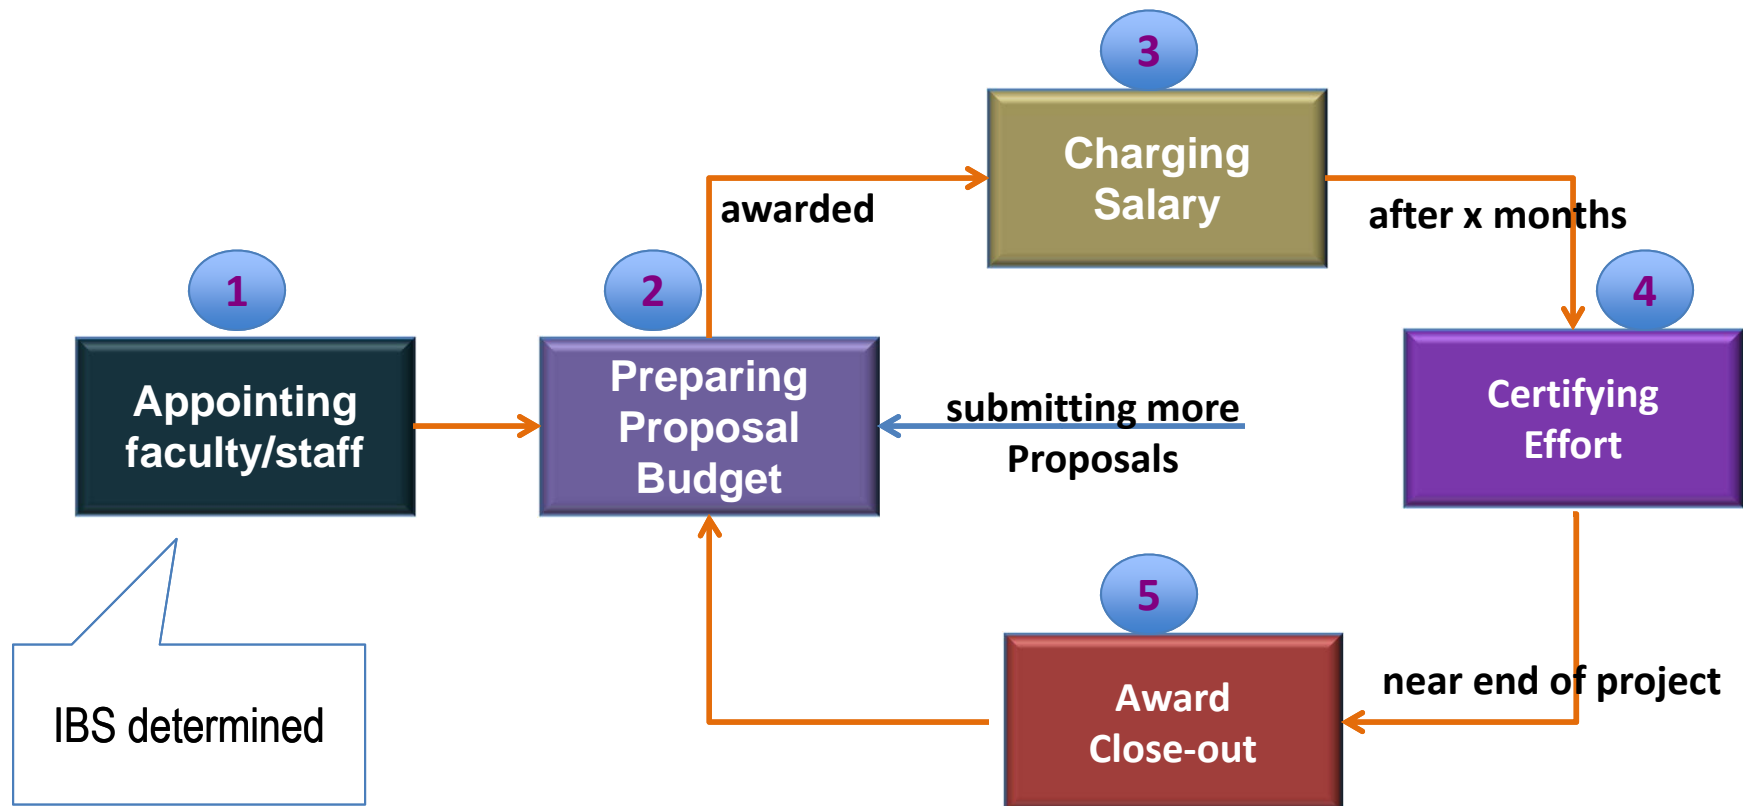 3
Charging
Salary
awarded
after x months
1
2
4
Appointing
faculty/staff
Preparing
Proposal
Budget
submitting more
Proposals
Certifying
Effort
5
IBS determined
Award
Close-out
near end of project